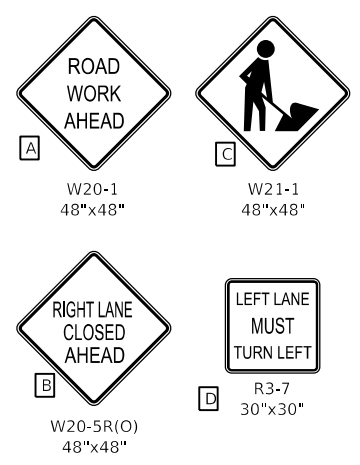 ROAD
WORK
AHEAD
A
W20-1
48"x48"
C
W21-1
48"x48"
RIGHT LANE
CLOSED
AHEAD
B
W20-5R(O)
48"x48"
LEFT LANE
MUST
TURN LEFT
D
R3-7
30"x30"